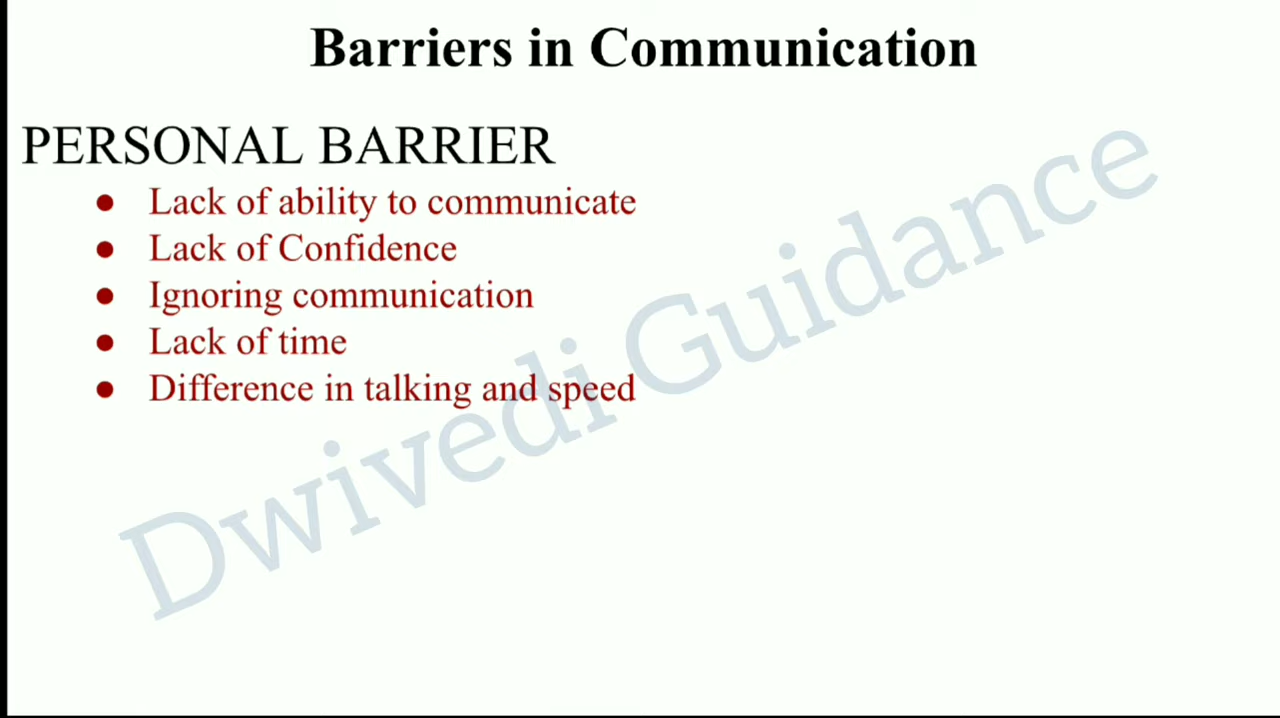 Barriers in Communication
PERSONAL BARRIER
● Lack of ability to communicate
● Lack of Confidence
● Ignoring communication
● Lack of time
● Difference in talking and speed
Dwivedi Guidance